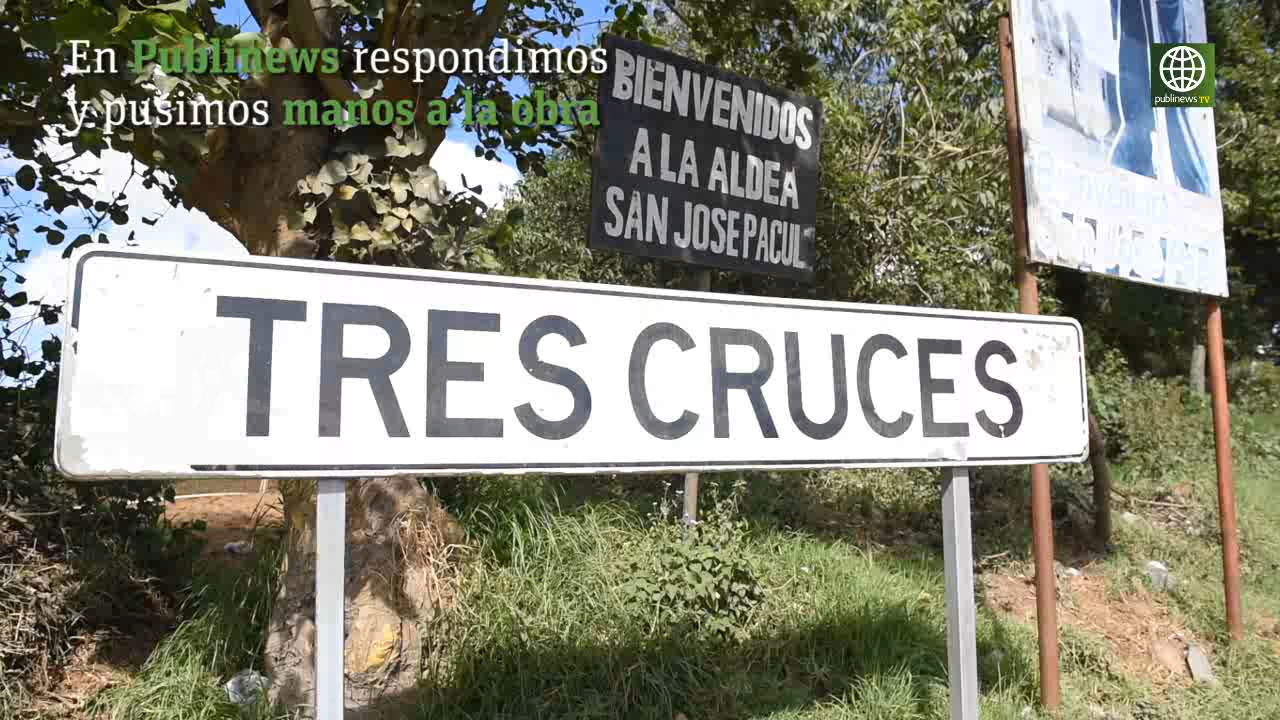 En Publinews respondimos
y pusimos manos a la obra
publinews TV
BIENVENIDOS
A LA ALDEA
SAN JOSE PACUL
TRES CRUCES